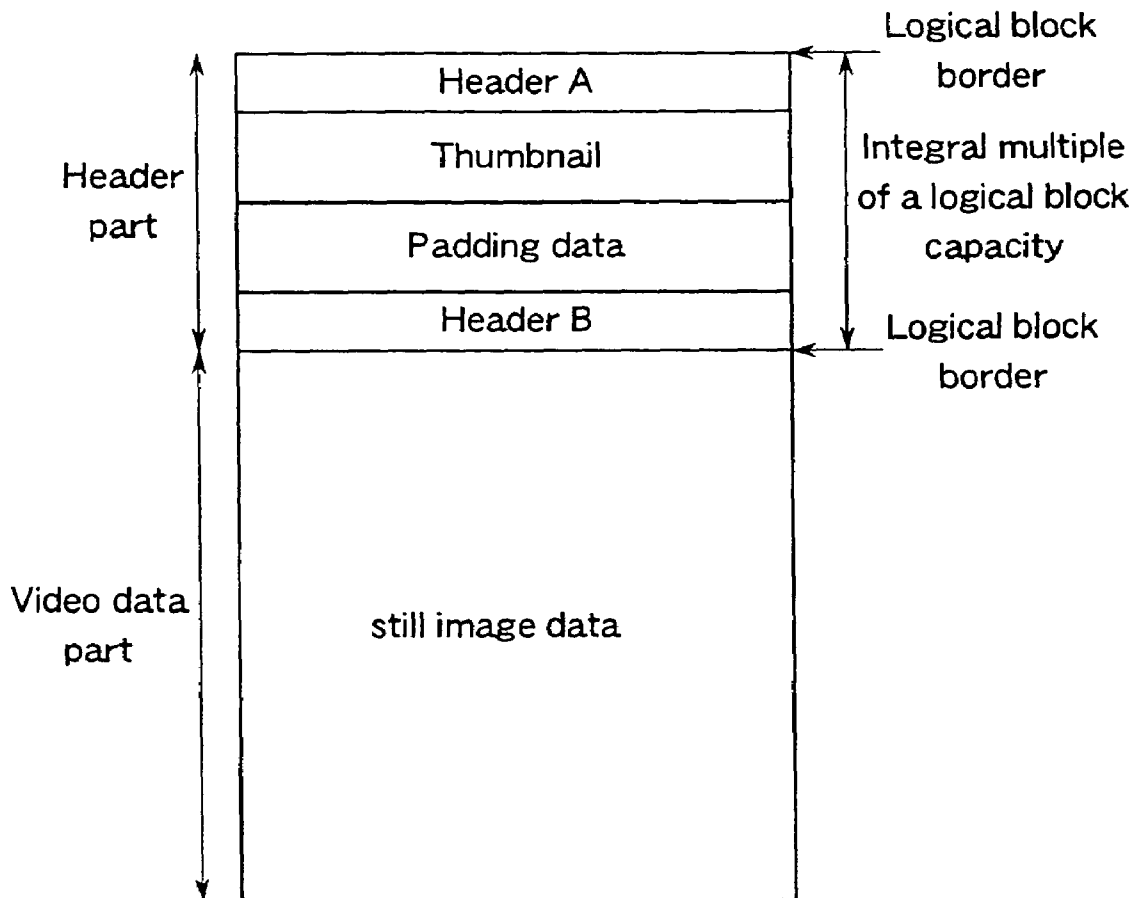 Logical block
border
Header A
Thumbnail
Integral multiple
of a logical block
capacity
Header
part
Padding data
Header B
Logical block
border
Video data
part
still image data